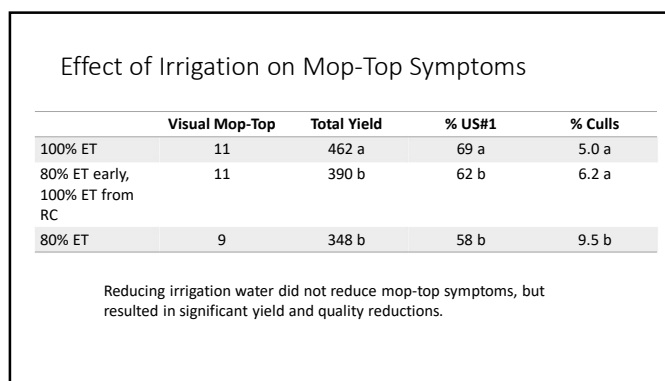 Effect of Irrigation on Mop-Top Symptoms
Visual Mop-Top Total Yield % US#1 % Culls
100% ET 11 462 a 69 a 5.0 a
80% ET early, 11 390 b 62 b 6.2 a
100% ET from
RC
80% ET 9 348 b 58 b 9.5 b
Reducing irrigation water did not reduce mop-top symptoms, but
resulted in significant yield and quality reductions.